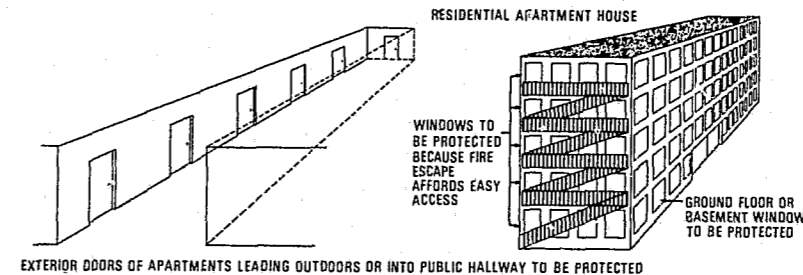 RESIDENTIAL APARTMENT HOUSE
WINDOWS TO
BE PROTECTED
BECAUSE FIRE
ESCAPE
AFFORDS EASY
ACCESS
GROUND FLOOR OR
BASEMENT WINDOW
TO BE PROTECTED
EXTERIOR DOORS OF APARTMENTS LEADING OUTDOORS OR INTO PUBLIC HALLWAY TO BE PROTECTED